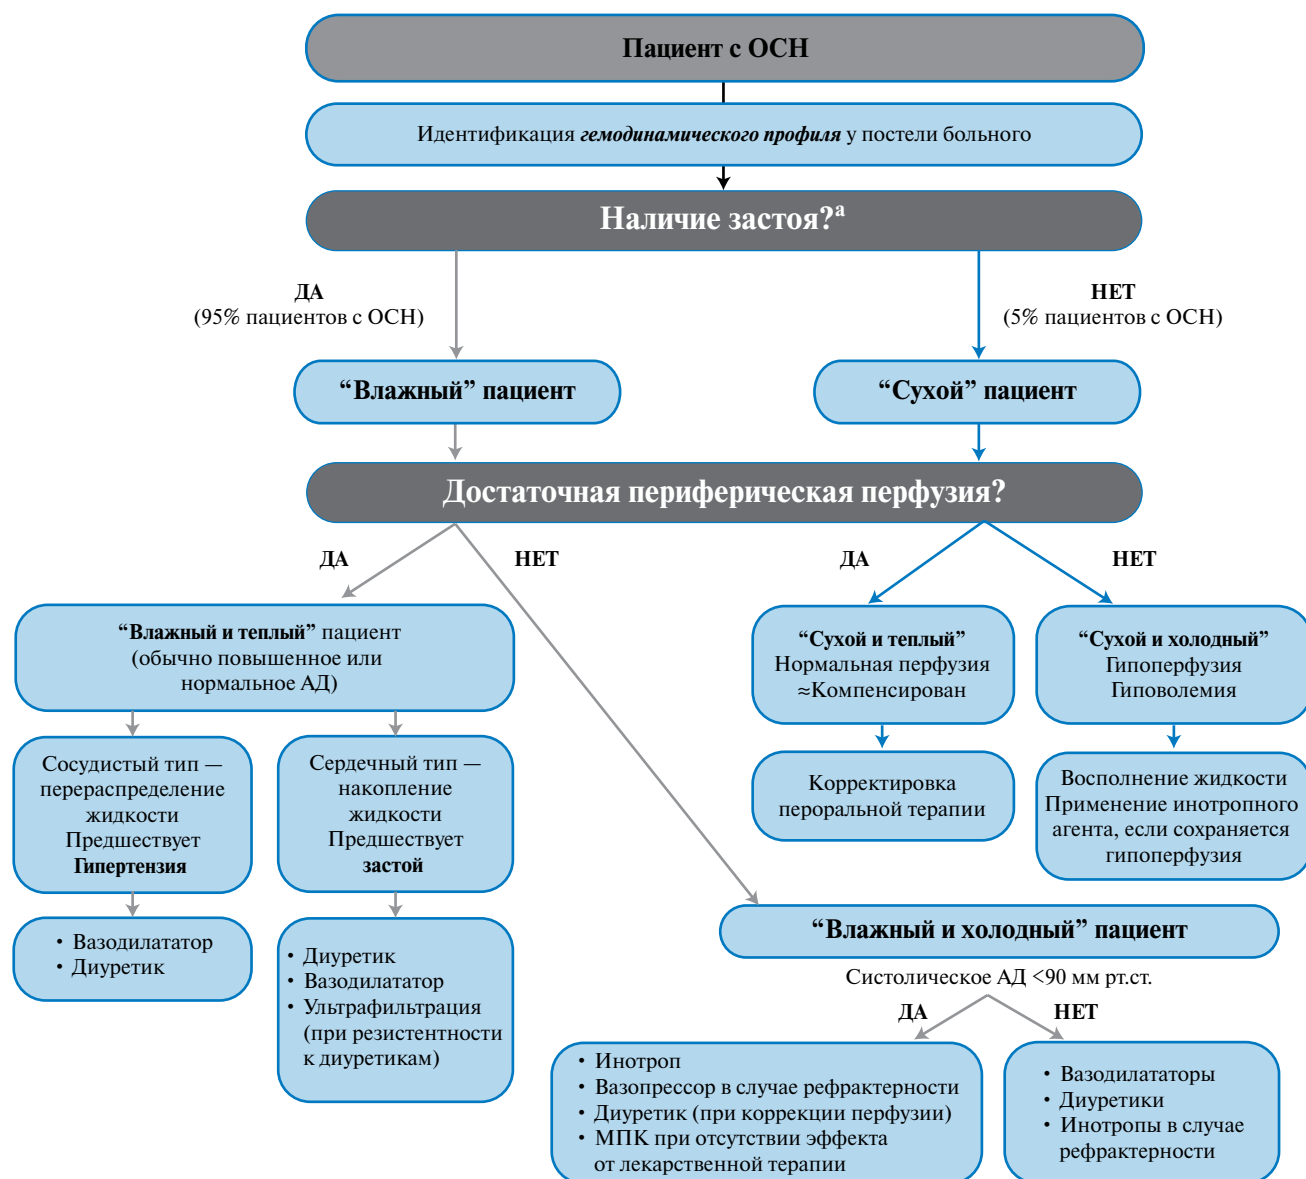 Пациент с ОСН
Идентификация гемодинамического профиля у постели больного
Наличие застоя?ᵃ
ДА
(95% пациентов с ОСН)
НЕТ
(5% пациентов с ОСН)
“Влажный” пациент
“Сухой” пациент
Достаточная периферическая перфузия?
ДА
НЕТ
ДА
НЕТ
“Влажный и теплый” пациент
(обычно повышенное или
нормальное АД)
“Сухой и теплый”
Нормальная перфузия
≈Компенсирован
“Сухой и холодный”
Гипоперфузия
Гиповолемия
Сосудистый тип —
перераспределение
жидкости
Предшествует
Гипертензия
Сердечный тип —
накопление
жидкости
Предшествует
застой
Корректировка
пероральной терапии
Восполнение жидкости
Применение инотропного
агента, если сохраняется
гипоперфузия
• Вазодилататор
• Диуретик
• Диуретик
• Вазодилататор
• Ультрафильтрация
(при резистентности
к диуретикам)
“Влажный и холодный” пациент
Систолическое АД <90 мм рт.ст.
ДА
НЕТ
• Инотроп
• Вазопрессор в случае рефрактерности
• Диуретик (при коррекции перфузии)
• МПК при отсутствии эффекта
от лекарственной терапии
• Вазодилататоры
• Диуретики
• Инотропы в случае
рефрактерности